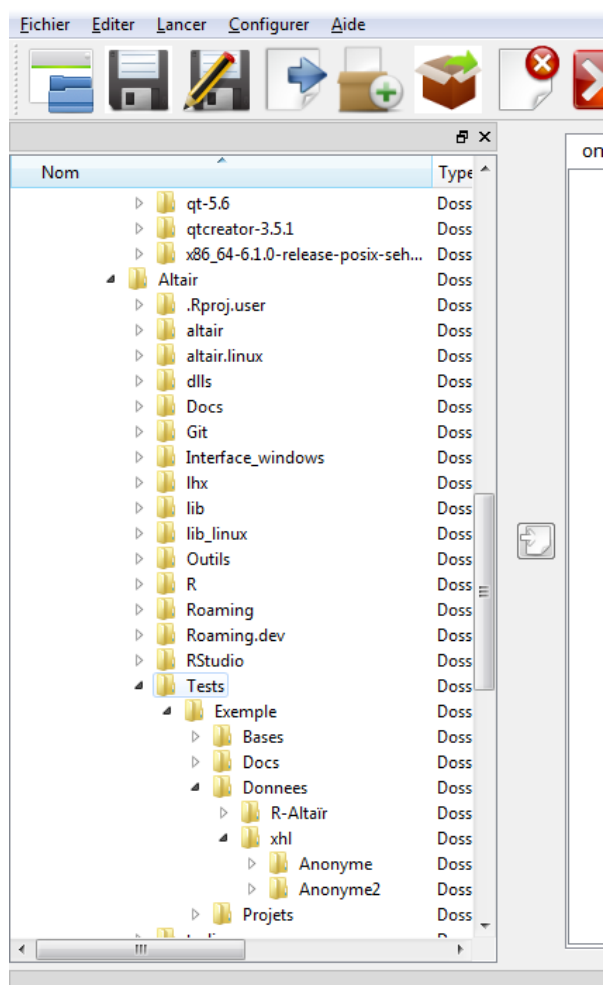 Fichier Editer Lancer Configurer Aide
on
Nom Type
qt-5.6 Doss
qtcreator-3.5.1 Doss
x86_64-6.1.0-release-posix-seh... Doss
Altair Doss
.Rproj.user Doss
altair Doss
altair.linux Doss
dlls Doss
Docs Doss
Git Doss
Interface_windows Doss
lhx Doss
lib Doss
lib_linux Doss
Outils Doss
R Doss
Roaming Doss
Roaming.dev Doss
RStudio Doss
Tests Doss
Exemple Doss
Bases Doss
Docs Doss
Donnees Doss
R-Altaïr Doss
xhl Doss
Anonyme Doss
Anonyme2 Doss
Projets Doss